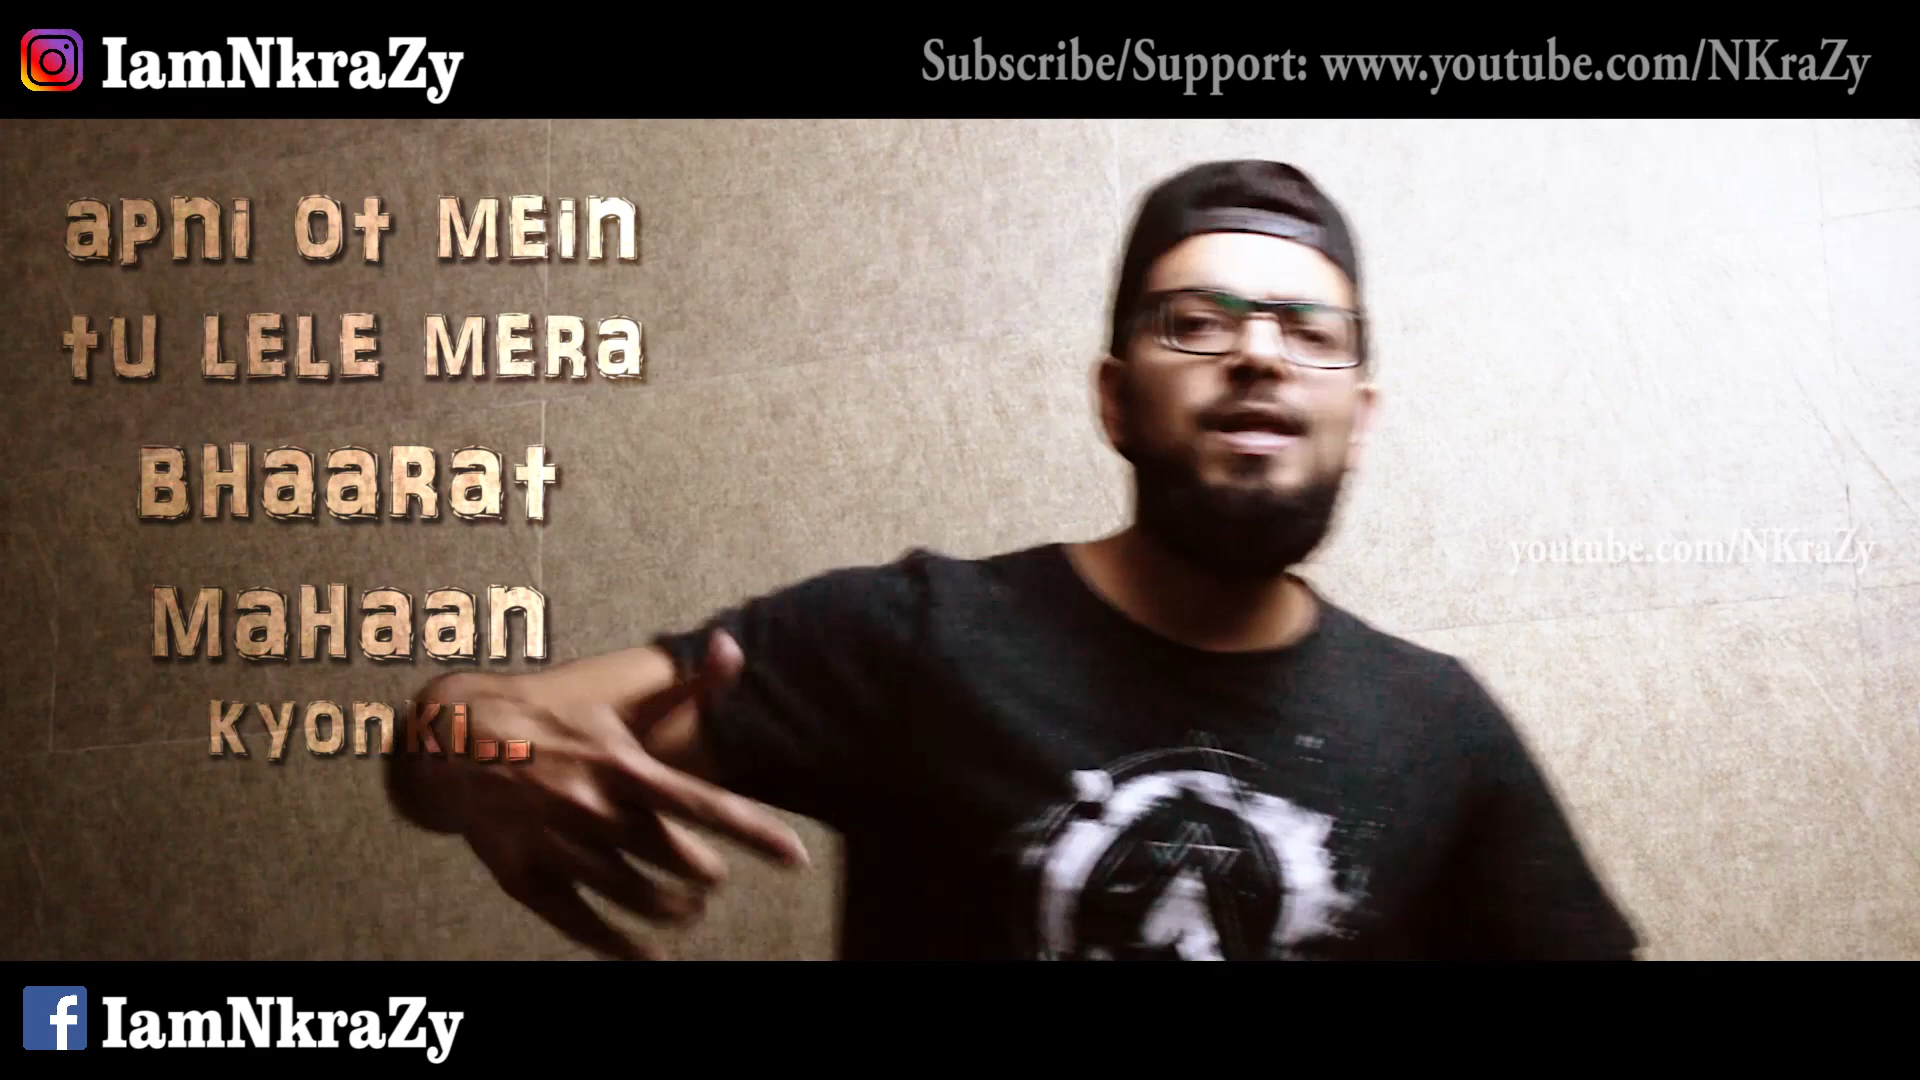 IamNkraZy
Subscribe/Support: www.youtube.com/NKraZy
apni ot Mein
tu LELE MERa
BHaaRat
MaHaan
Kyonki..
youtube.com/NKraZy
IamNkraZy